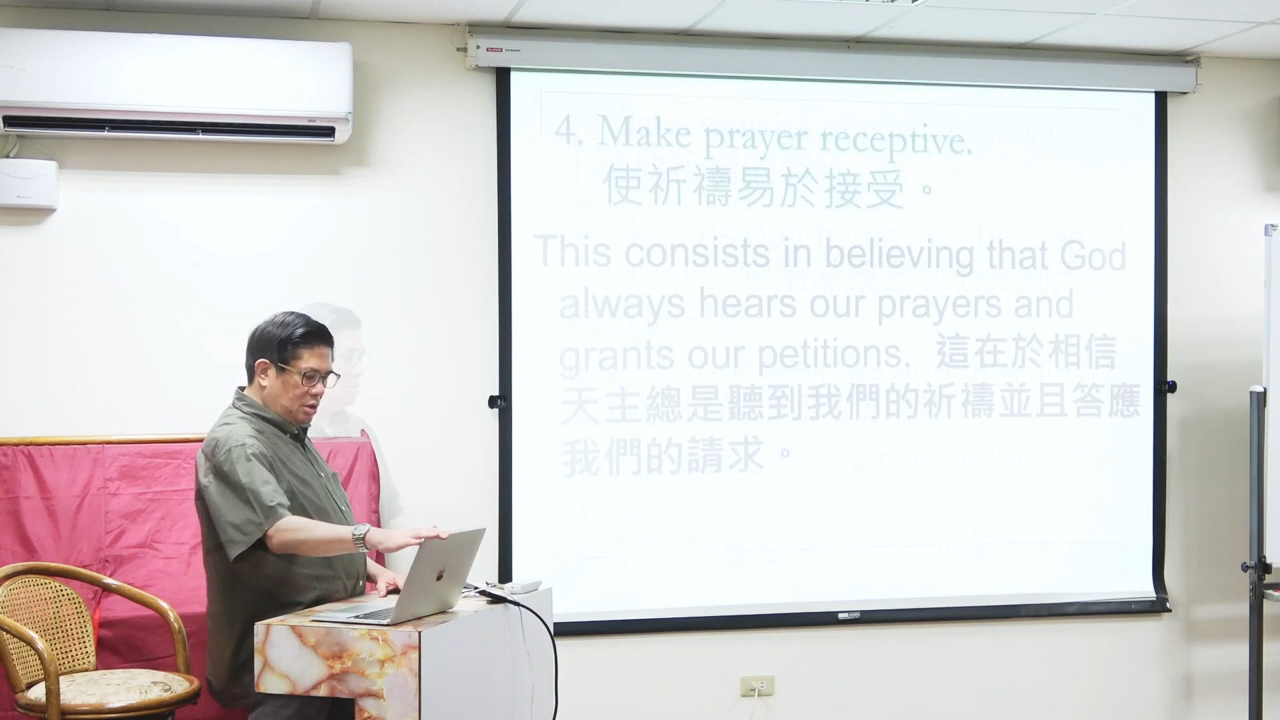 4. Make prayer receptive.
使祈禱易於接受。
This consists in believing that God
always hears our prayers and
grants our petitions. 這在於相信
天主總是聽到我們的祈禱並且答應
我們的請求。